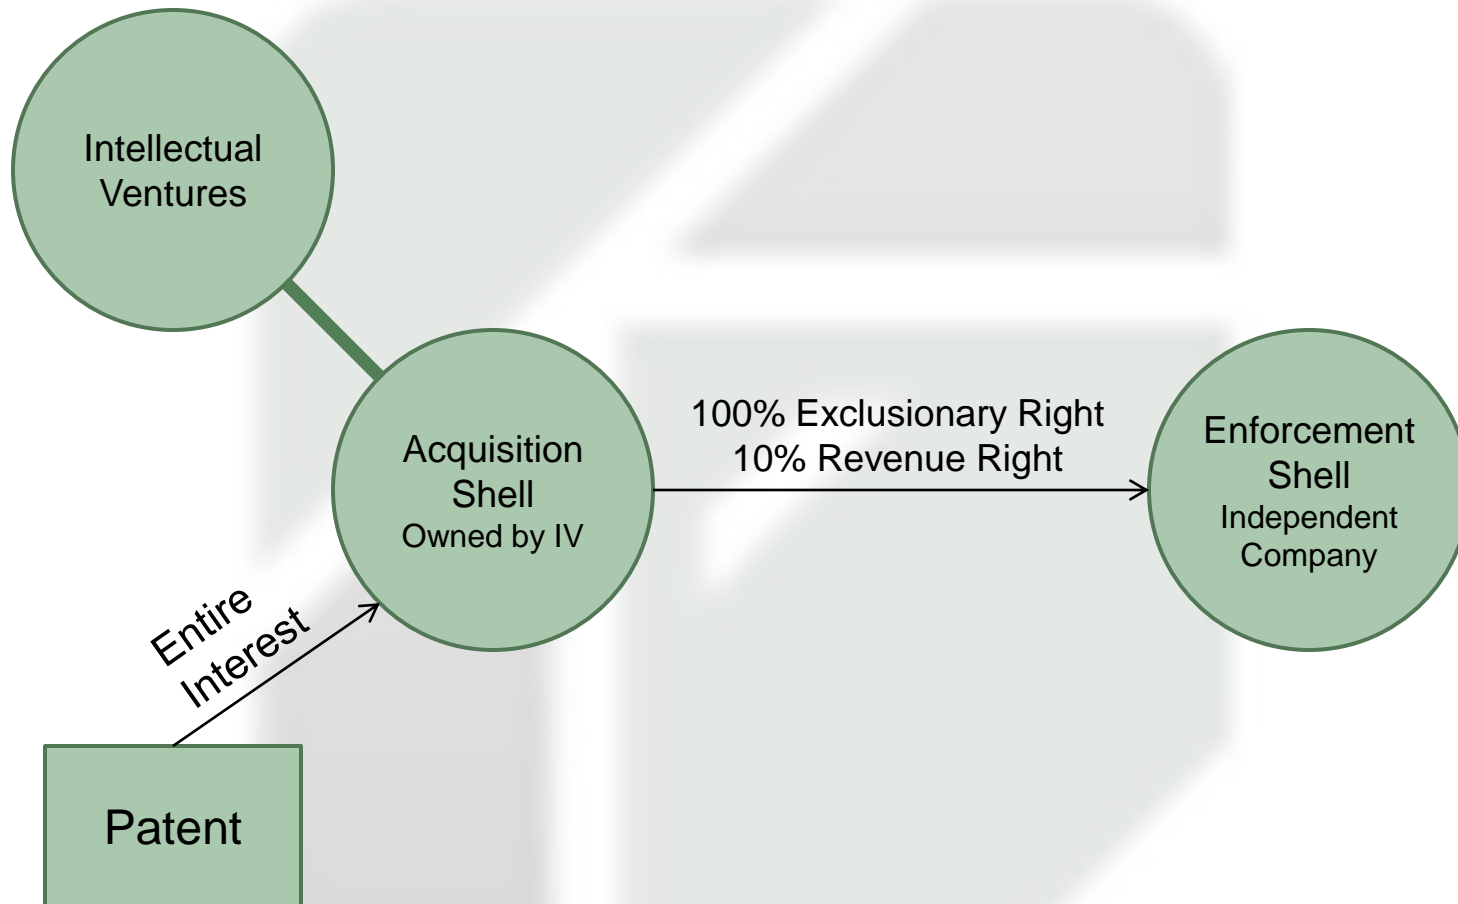 Intellectual
Ventures
Acquisition
Shell
Owned by IV
100% Exclusionary Right
10% Revenue Right
Enforcement
Shell
Independent
Company
Entire
Interest
Patent